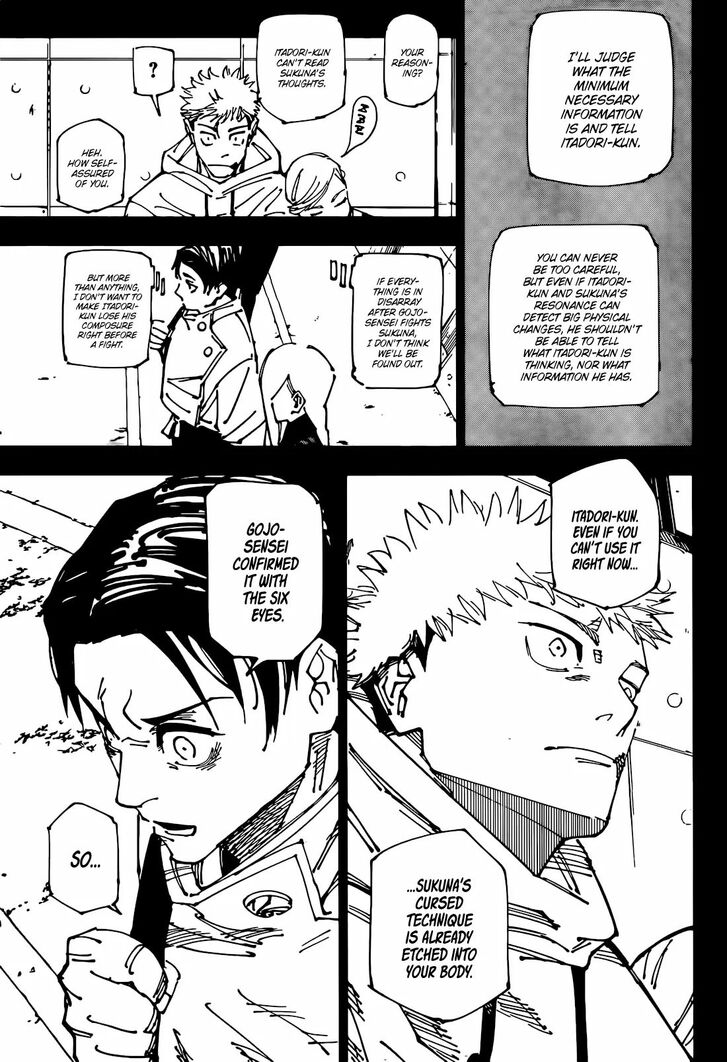 I'LL JUDGE
WHAT THE
MINIMUM
NECESSARY
INFORMATION
IS AND TELL
ITADORI-KUN.
YOU CAN NEVER
BE TOO CAREFUL,
BUT EVEN IF ITADORI-
KUN AND SUKUNA'S
RESONANCE CAN
DETECT BIG PHYSICAL
CHANGES, HE SHOULDN'T
BE ABLE TO TELL
WHAT ITADORI-KUN IS
THINKING, NOR WHAT
INFORMATION HE HAS.
YOUR
REASON-
ING?
ITADORI-KUN
CAN'T READ
SUKUNA'S
THOUGHTS.
?
HEH.
HOW SELF-
ASSURED
OF YOU.
IF EVERY-
THING IS IN
DISARRAY
AFTER GOJO-
SENSEI FIGHTS
SUKUNA,
I DON'T THINK
WE'LL BE
FOUND OUT.
BUT MORE
THAN ANYTHING,
I DON'T WANT
TO MAKE ITADORI-
KUN LOSE HIS
COMPOSURE
RIGHT BEFORE
A FIGHT.
ITADORI-KUN.
EVEN IF YOU
CAN'T USE IT
RIGHT NOW...
...SUKUNA'S
CURSED
TECHNIQUE
IS ALREADY
ETCHED INTO
YOUR BODY.
GOJO-
SENSEI
CONFIRMED
IT WITH
THE SIX
EYES.
SO...